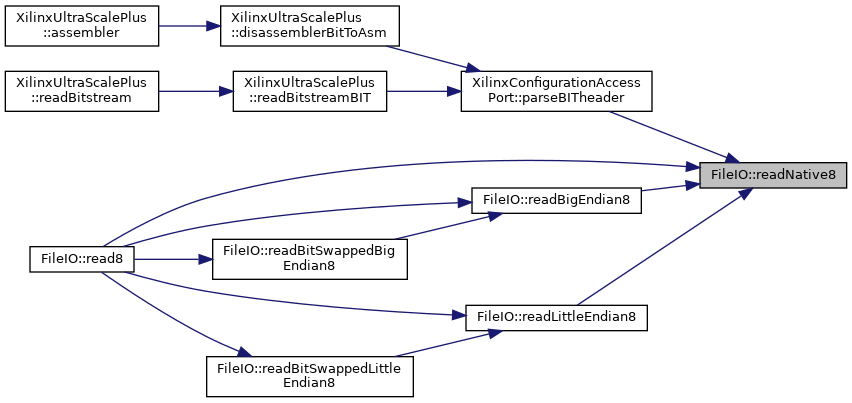 XilinxUltraScalePlus
::assembler
XilinxUltraScalePlus
::disassemblerBitToAsm
XilinxUltraScalePlus
::readBitstream
XilinxUltraScalePlus
::readBitstreamBIT
XilinxConfigurationAccess
Port::parseBITheader
FileIO::readNative8
FileIO::readBigEndian8
FileIO::read8
FileIO::readBitSwappedBig
Endian8
FileIO::readLittleEndian8
FileIO::readBitSwappedLittle
Endian8